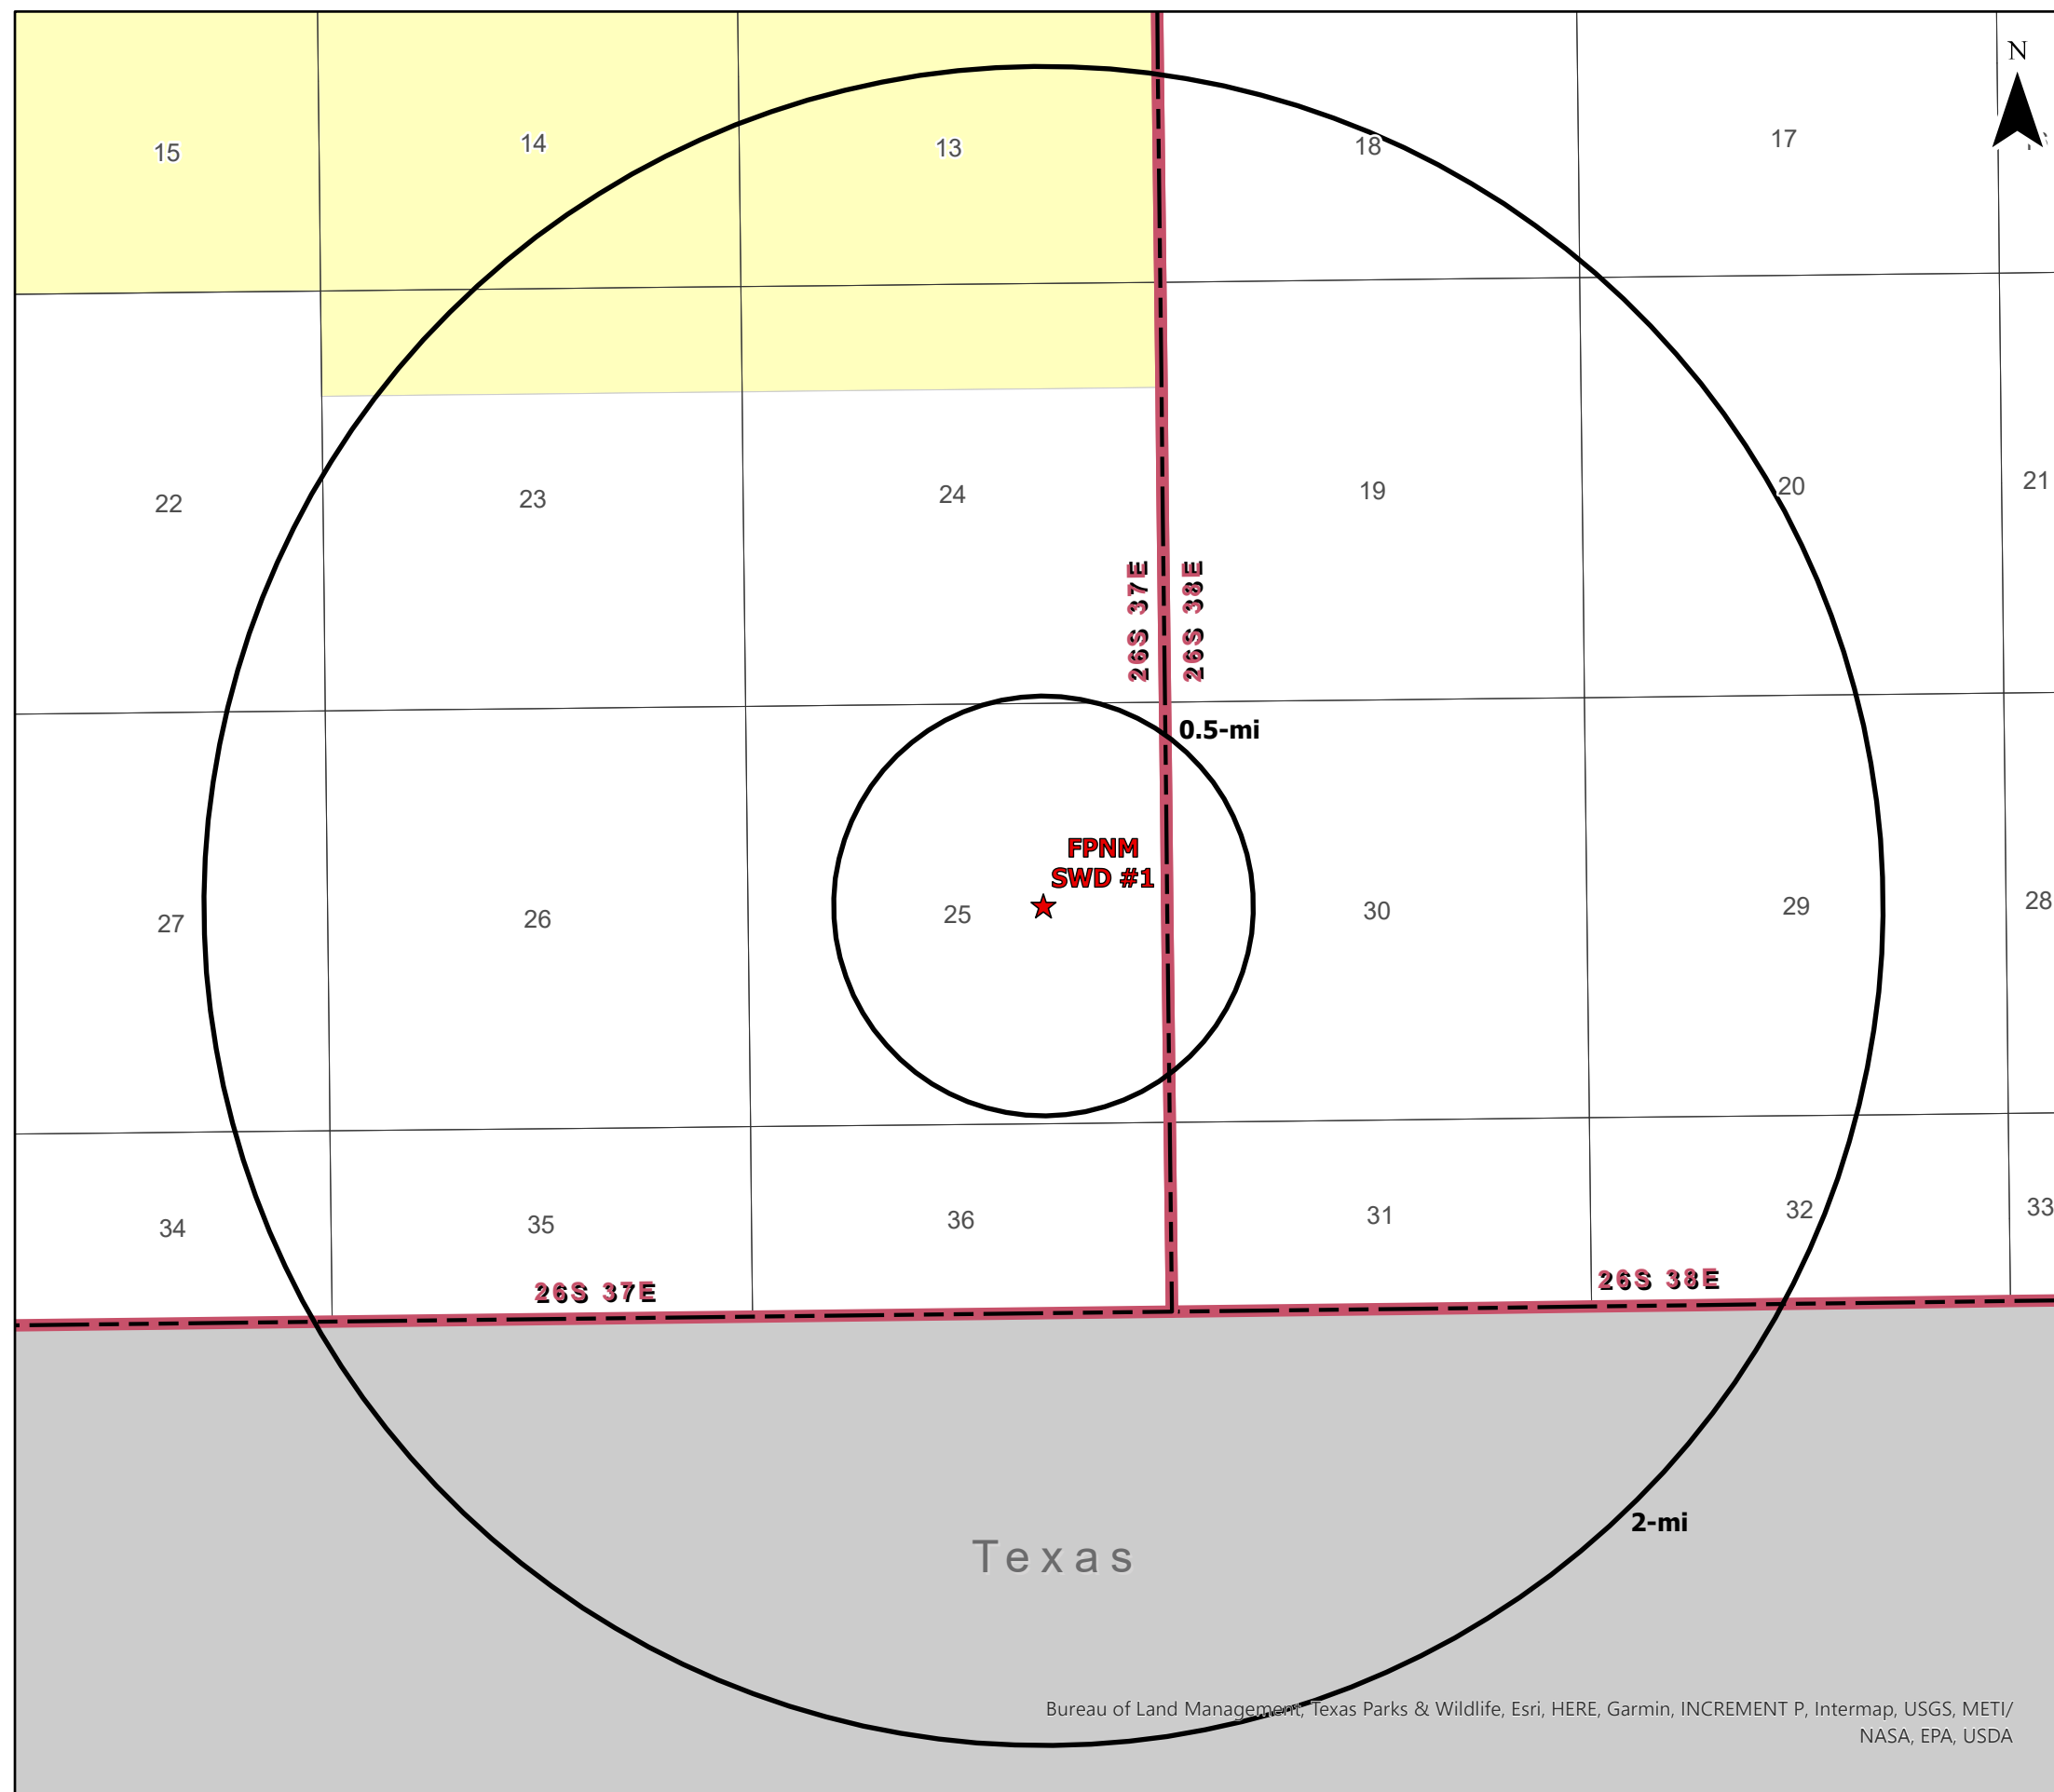 N
15
14
13
18
17
22
23
24
19
20
21
26S 37E
26S 38E
0.5-mi
FPNM
SWD #1
27
26
25
30
29
28
34
35
36
31
32
33
26S 37E
26S 38E
2-mi
Texas
Bureau of Land Management, Texas Parks & Wildlife, Esri, HERE, Garmin, INCREMENT P, Intermap, USGS, METI/
NASA, EPA, USDA